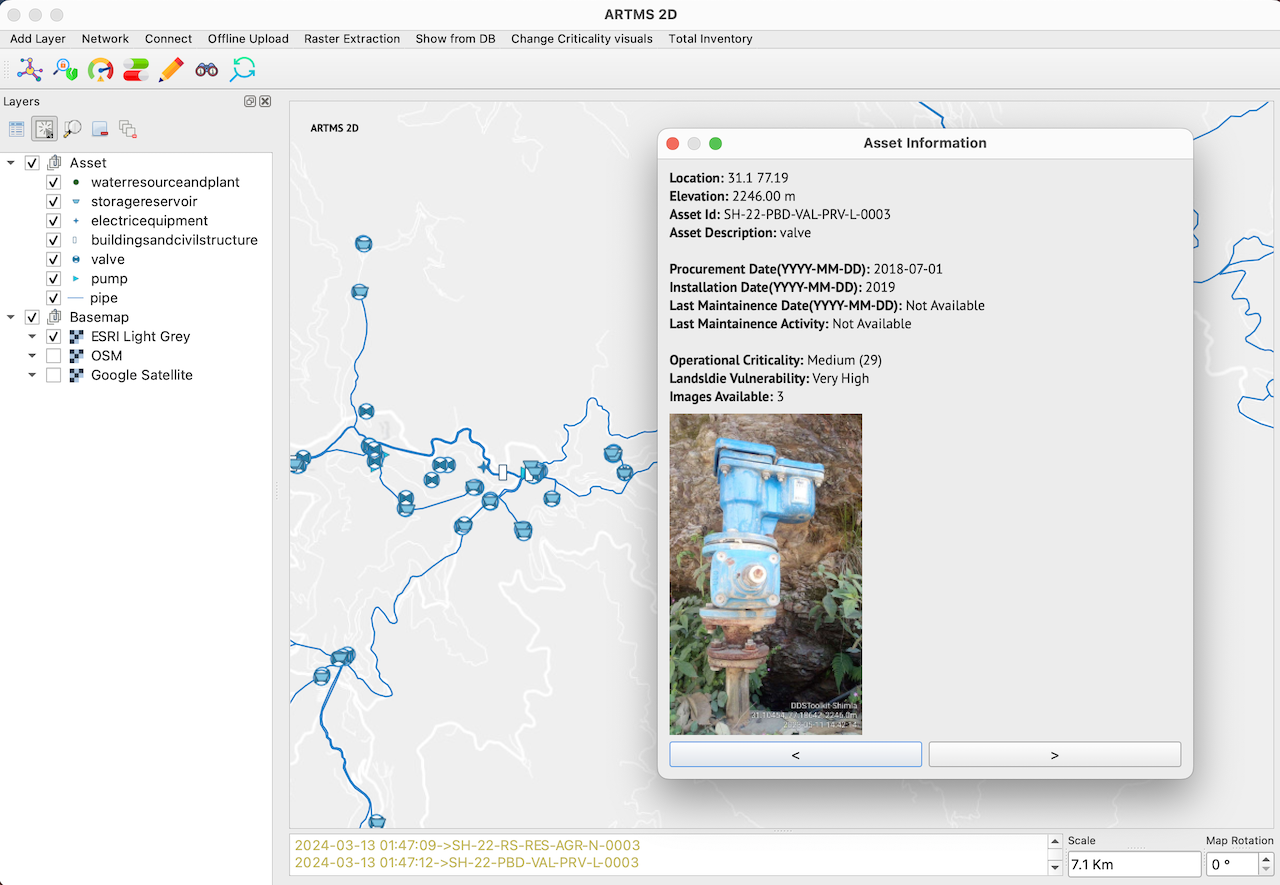 ARTMS 2D
Add Layer Network Connect Offline Upload Raster Extraction Show from DB Change Criticality visuals Total Inventory
Layers
ARTMS 2D
Asset
waterresourceandplant
storagereservoir
electricequipment
buildingsandcivilstructure
valve
pump
pipe
Basemap
ESRI Light Grey
OSM
Google Satellite
Asset Information
Location: 31.1 77.19
Elevation: 2246.00 m
Asset Id: SH-22-PBD-VAL-PRV-L-0003
Asset Description: valve
Procurement Date(YYYY-MM-DD): 2018-07-01
Installation Date(YYYY-MM-DD): 2019
Last Maintainence Date(YYYY-MM-DD): Not Available
Last Maintainence Activity: Not Available
Operational Criticality: Medium (29)
Landsldie Vulnerability: Very High
Images Available: 3
DDSToolkit-Shimla
31.10454, 77.18642, 2246.0m
< >
2024-03-13 01:47:09->SH-22-RS-RES-AGR-N-0003
2024-03-13 01:47:12->SH-22-PBD-VAL-PRV-L-0003
Scale
7.1 Km
Map Rotation
0 °